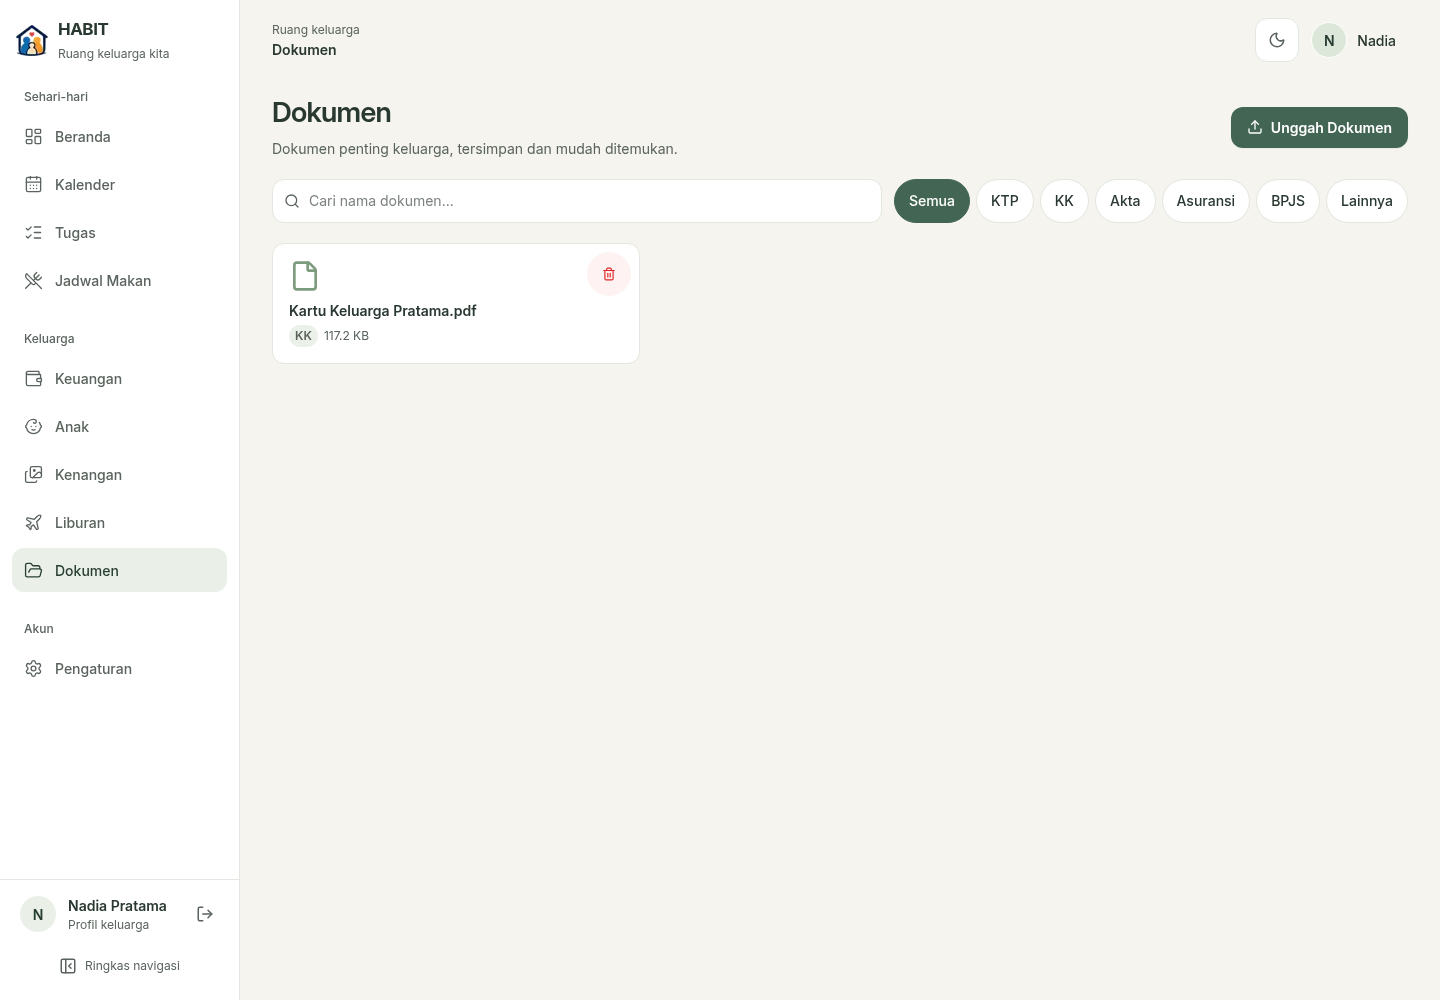 HABIT
Ruang keluarga kita
Sehari-hari
Beranda
Kalender
Tugas
Jadwal Makan
Keluarga
Keuangan
Anak
Kenangan
Liburan
Dokumen
Akun
Pengaturan
N
Nadia Pratama
Profil keluarga
Ringkas navigasi
Ruang keluarga
Dokumen
N Nadia
Dokumen
Dokumen penting keluarga, tersimpan dan mudah ditemukan.
Unggah Dokumen
Cari nama dokumen...
Semua KTP KK Akta Asuransi BPJS Lainnya
Kartu Keluarga Pratama.pdf
KK 117.2 KB